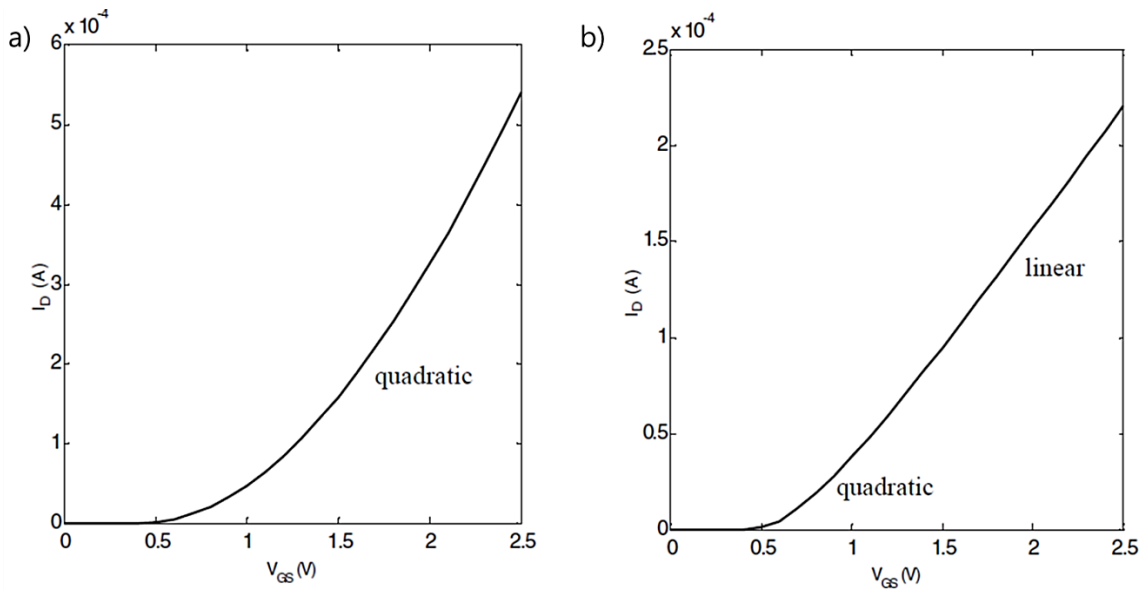 a)
x 10⁻⁴
6
5
4
3
2
1
0
I_D (A)
quadratic
0 0.5 1 1.5 2 2.5
V_GS (V)
b)
x 10⁻⁴
2.5
2
1.5
1
0.5
0
I_D (A)
linear
quadratic
0 0.5 1 1.5 2 2.5
V_GS (V)